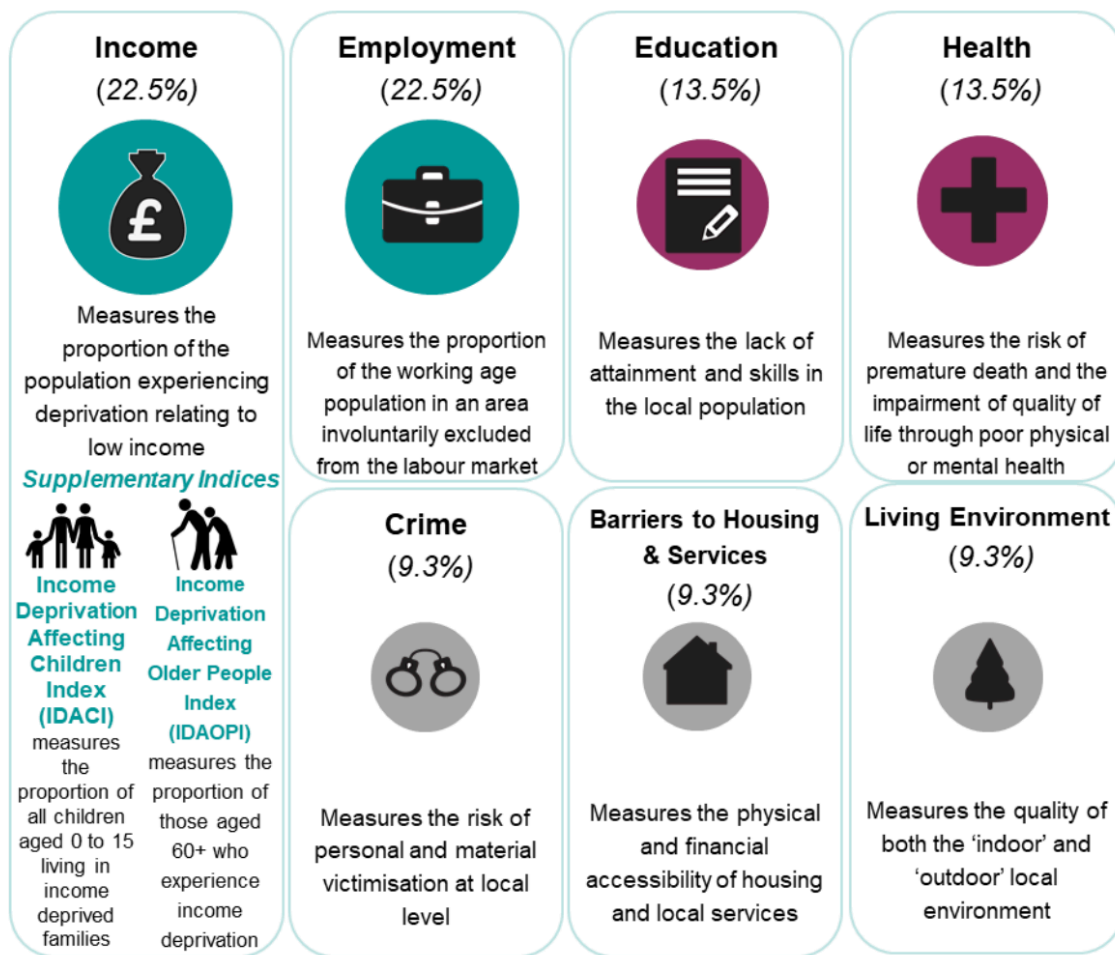 Income
(22.5%)
£
Measures the
proportion of the
population experiencing
deprivation relating to
low income
Supplementary Indices
Income
Deprivation
Affecting
Children
Index
(IDACI)
measures
the
proportion of
all children
aged 0 to 15
living in
income
deprived
families
Income
Deprivation
Affecting
Older People
Index
(IDAOPI)
measures the
proportion of
those aged
60+ who
experience
income
deprivation
Employment
(22.5%)
Measures the proportion
of the working age
population in an area
involuntarily excluded
from the labour market
Education
(13.5%)
Measures the lack of
attainment and skills in
the local population
Health
(13.5%)
Measures the risk of
premature death and the
impairment of quality of
life through poor physical
or mental health
Crime
(9.3%)
Measures the risk of
personal and material
victimisation at local
level
Barriers to Housing
& Services
(9.3%)
Measures the physical
and financial
accessibility of housing
and local services
Living Environment
(9.3%)
Measures the quality of
both the ‘indoor’ and
‘outdoor’ local
environment